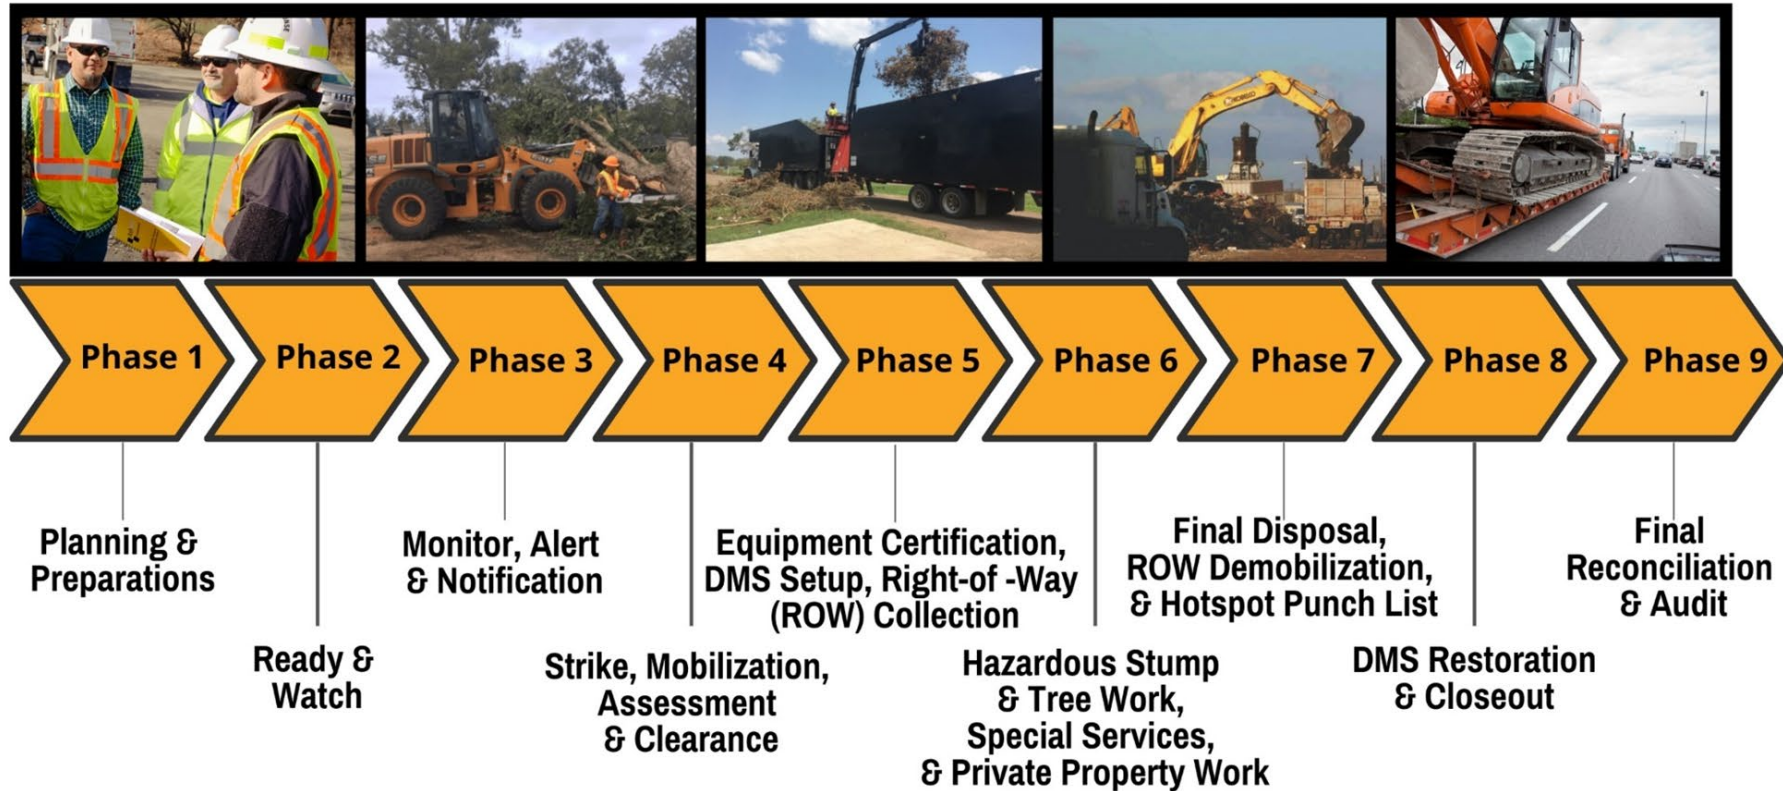 Phase 1
Phase 2
Phase 3
Phase 4
Phase 5
Phase 6
Phase 7
Phase 8
Phase 9
Planning &
Preparations
Ready &
Watch
Monitor, Alert
& Notification
Strike, Mobilization,
Assessment
& Clearance
Equipment Certification,
DMS Setup, Right-of -Way
(ROW) Collection
Hazardous Stump
& Tree Work,
Special Services,
& Private Property Work
Final Disposal,
ROW Demobilization,
& Hotspot Punch List
DMS Restoration
& Closeout
Final
Reconciliation
& Audit